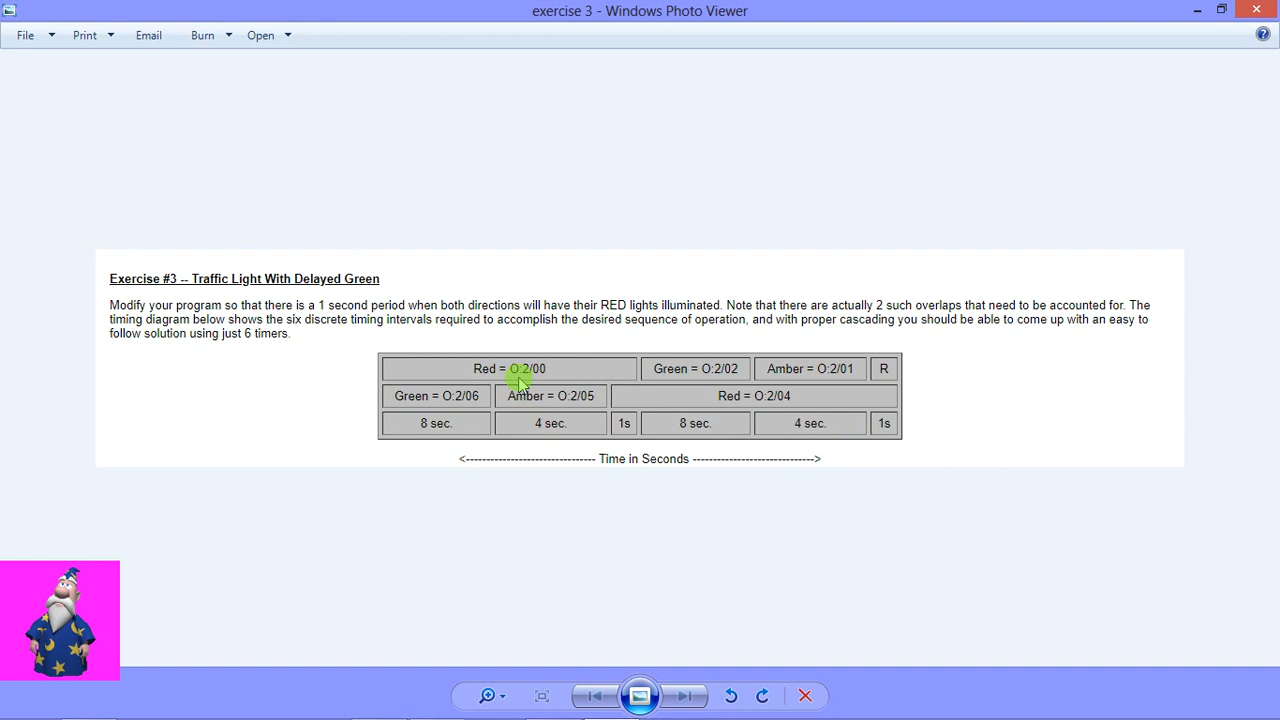 exercise 3 - Windows Photo Viewer
File Print Email Burn Open
Exercise #3 -- Traffic Light With Delayed Green
Modify your program so that there is a 1 second period when both directions will have their RED lights illuminated. Note that there are actually 2 such overlaps that need to be accounted for. The
timing diagram below shows the six discrete timing intervals required to accomplish the desired sequence of operation, and with proper cascading you should be able to come up with an easy to
follow solution using just 6 timers.
Red = O:2/00 Green = O:2/02 Amber = O:2/01 R
Green = O:2/06 Amber = O:2/05 Red = O:2/04
8 sec. 4 sec. 1s 8 sec. 4 sec. 1s
<------------------------------ Time in Seconds ----------------------------->